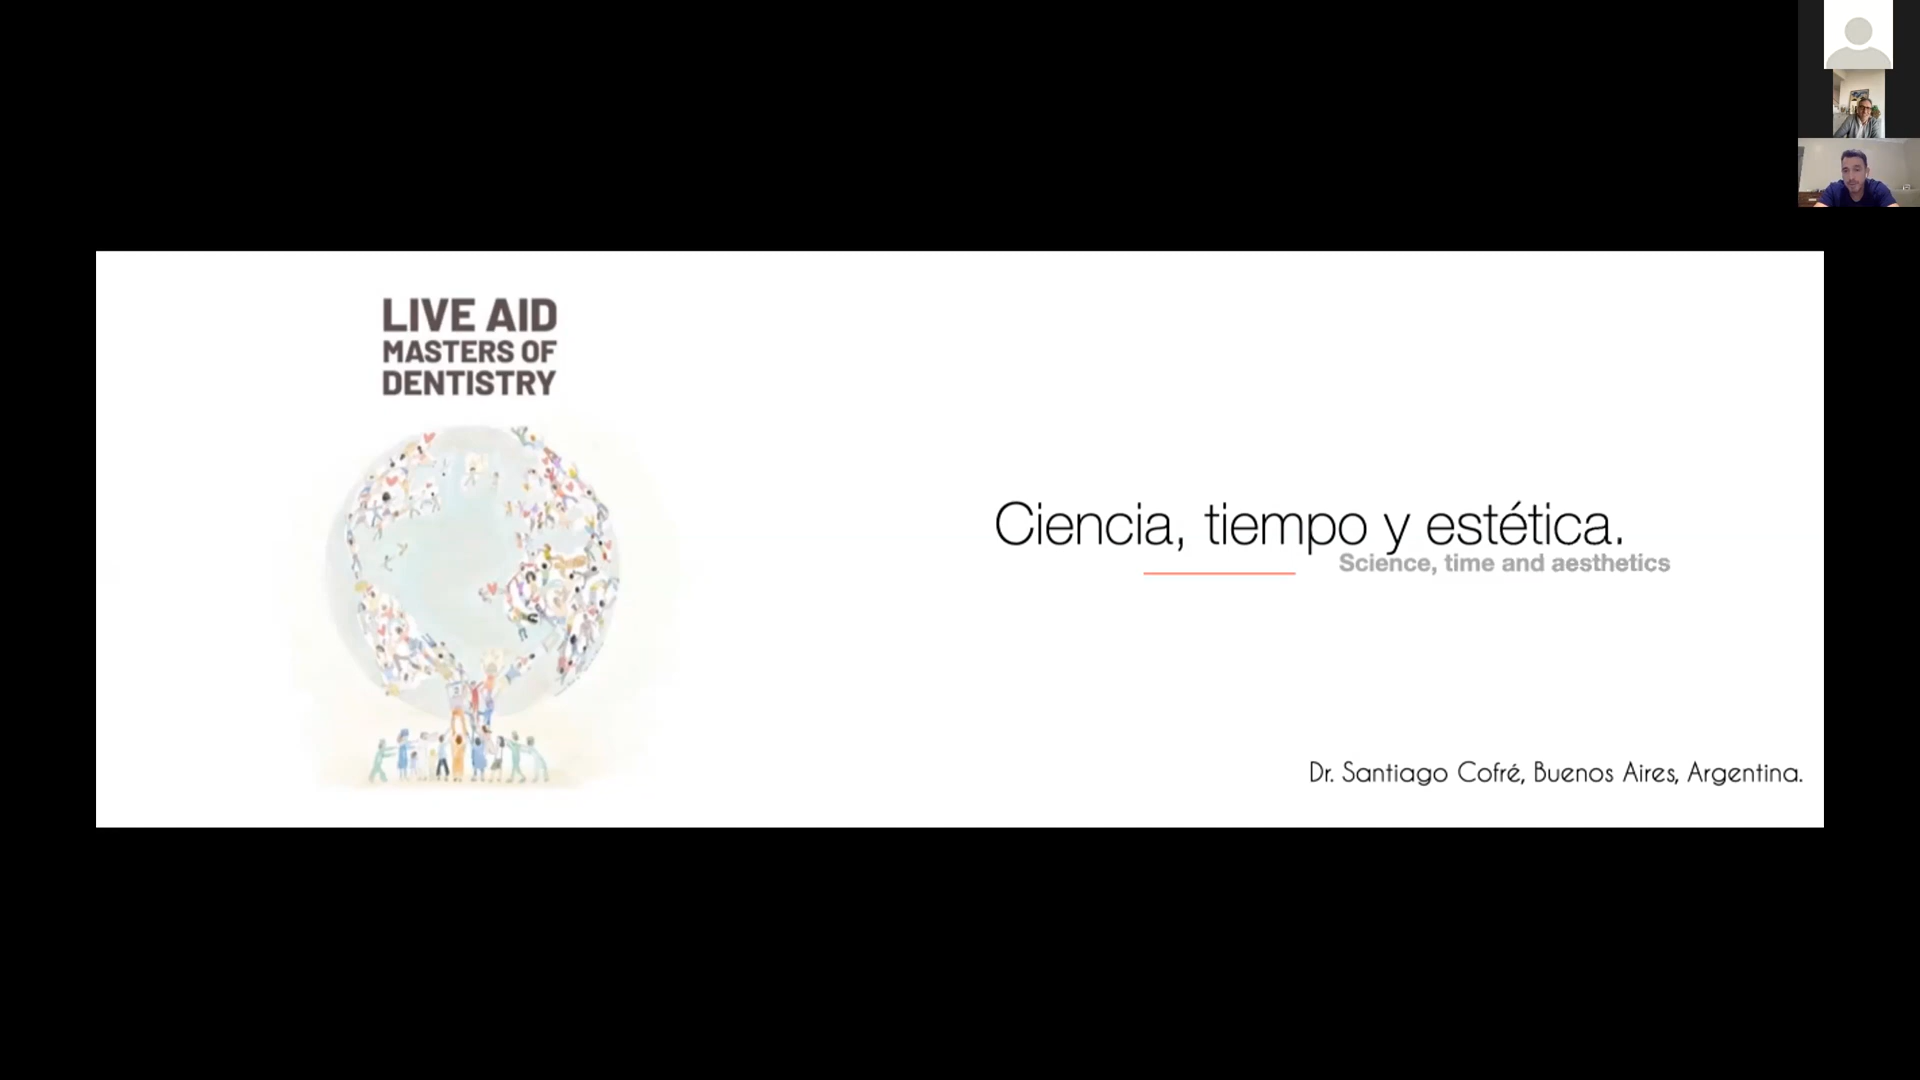 LIVE AID
MASTERS OF
DENTISTRY
Ciencia, tiempo y estética.
Science, time and aesthetics
Dr. Santiago Cofré, Buenos Aires, Argentina.